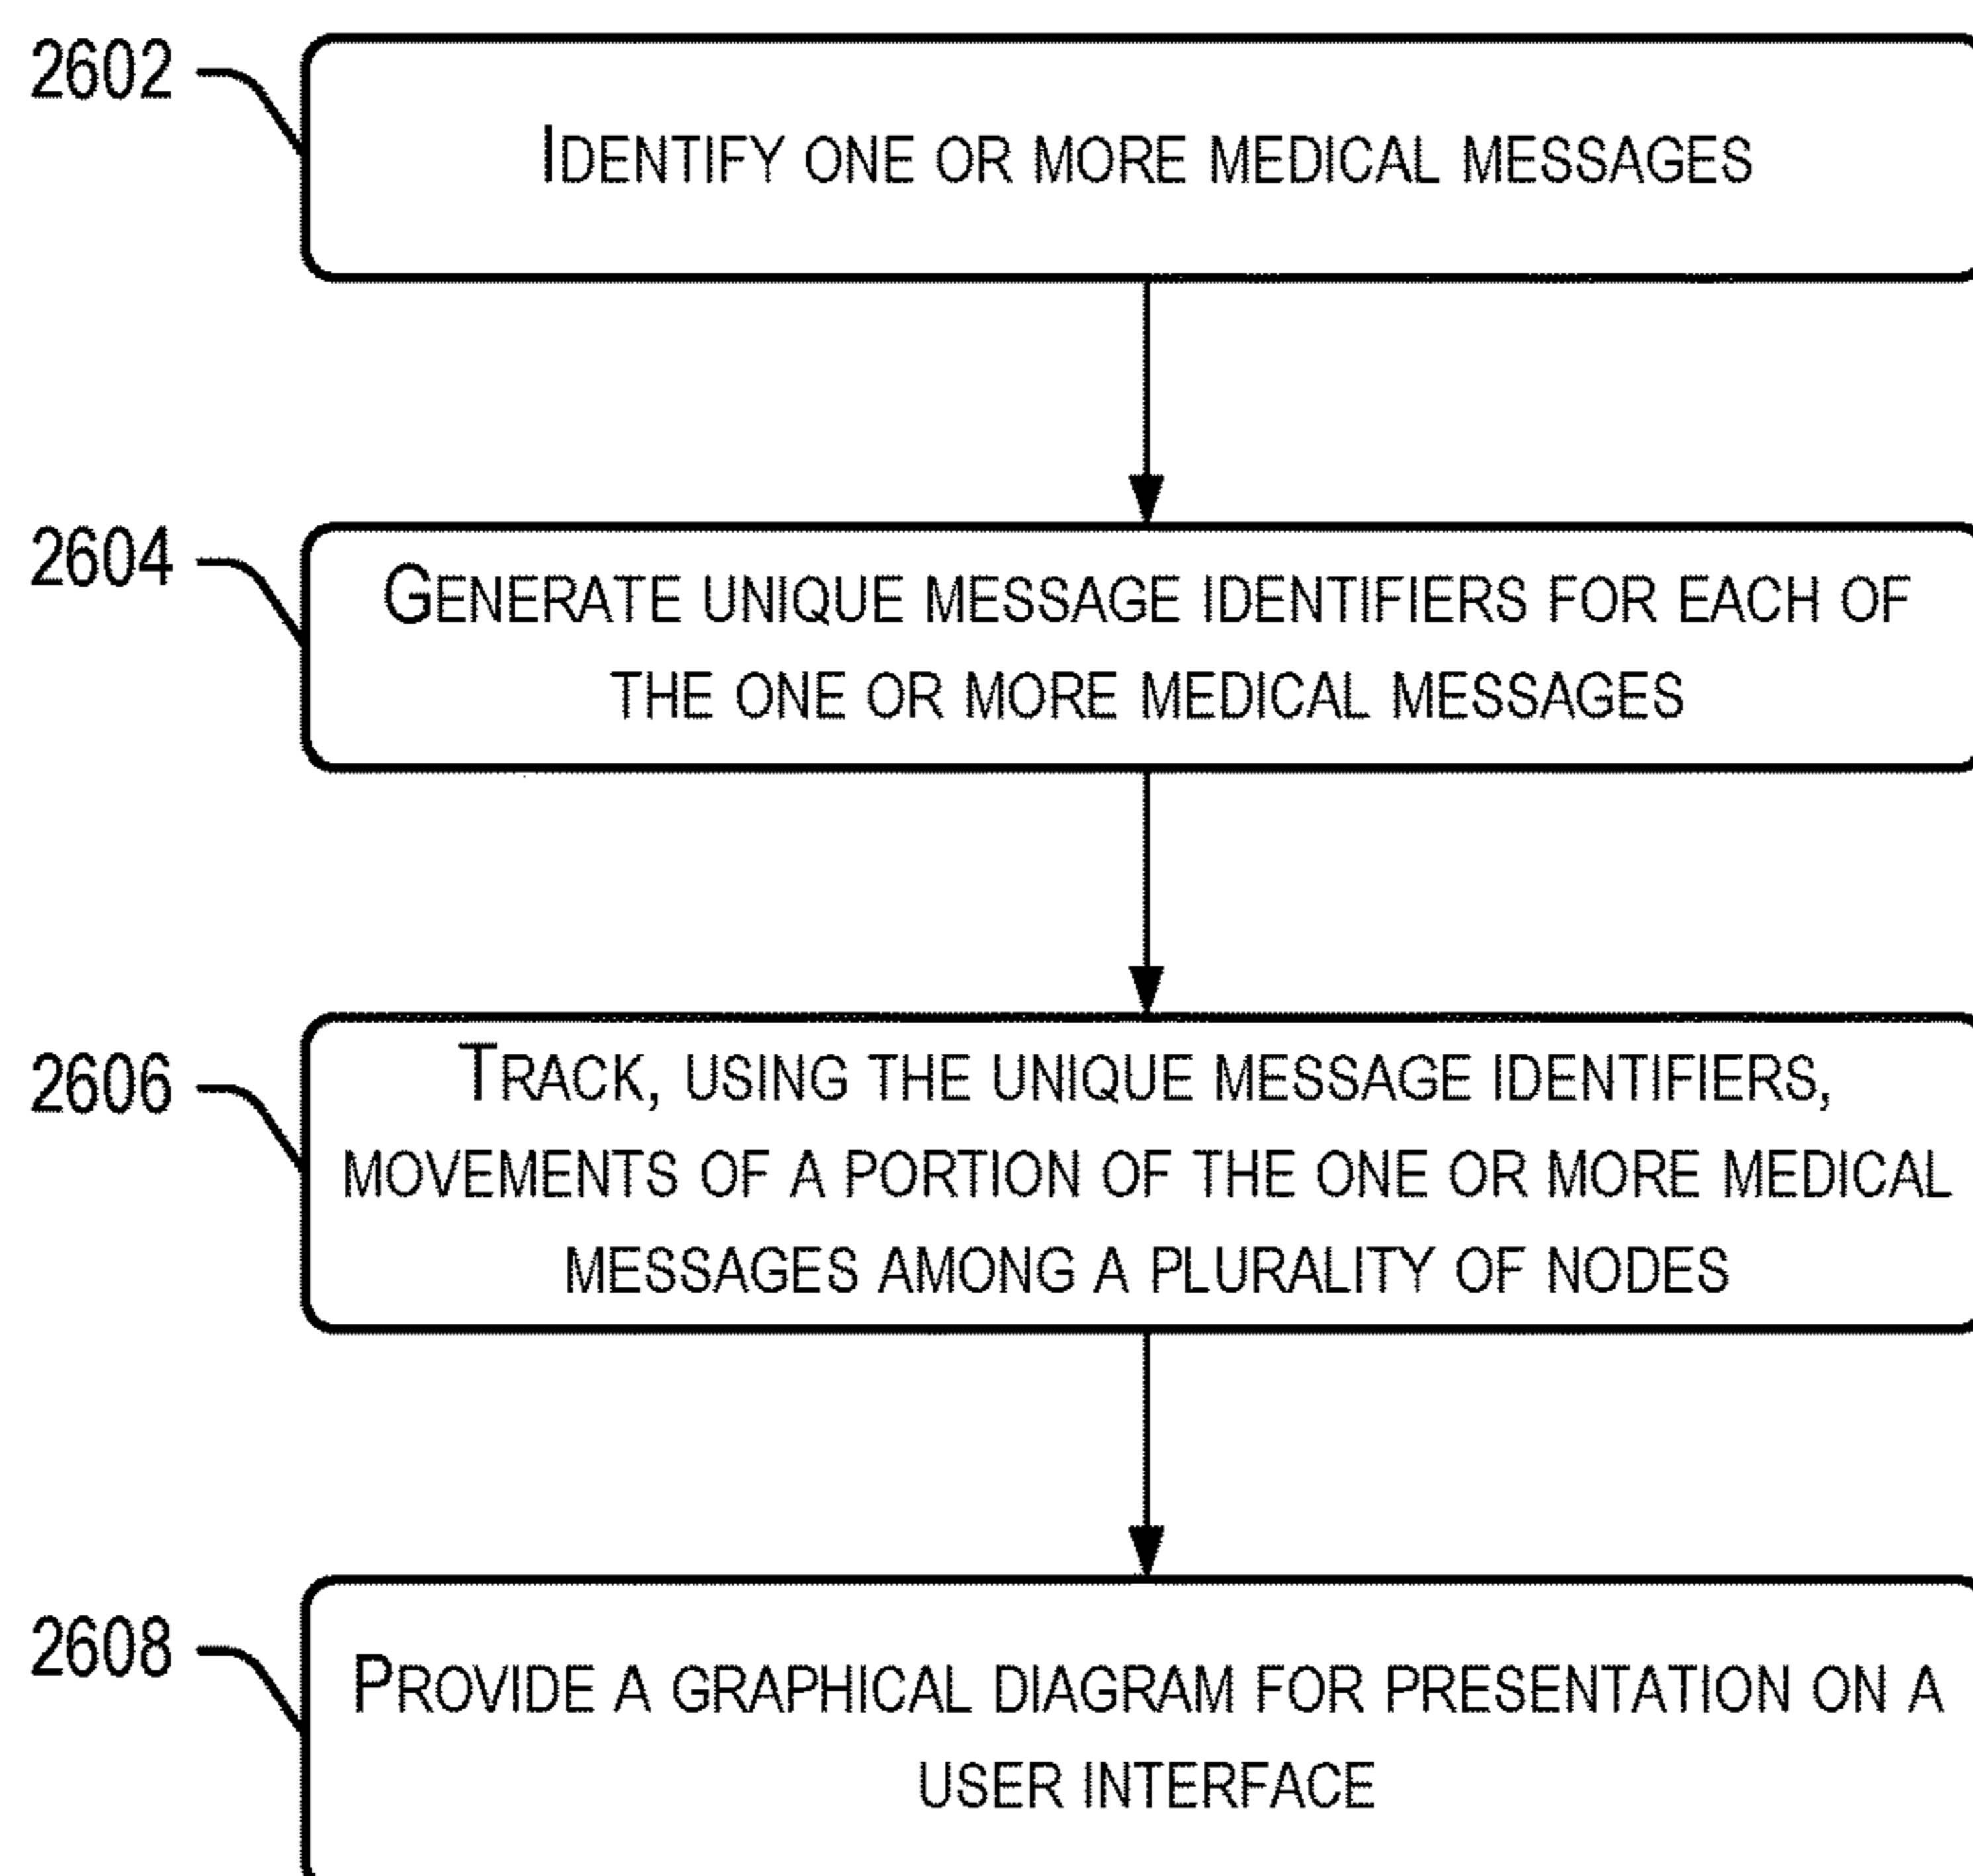 2602
IDENTIFY ONE OR MORE MEDICAL MESSAGES
2604
GENERATE UNIQUE MESSAGE IDENTIFIERS FOR EACH OF
THE ONE OR MORE MEDICAL MESSAGES
2606
TRACK, USING THE UNIQUE MESSAGE IDENTIFIERS,
MOVEMENTS OF A PORTION OF THE ONE OR MORE MEDICAL
MESSAGES AMONG A PLURALITY OF NODES
2608
PROVIDE A GRAPHICAL DIAGRAM FOR PRESENTATION ON A
USER INTERFACE